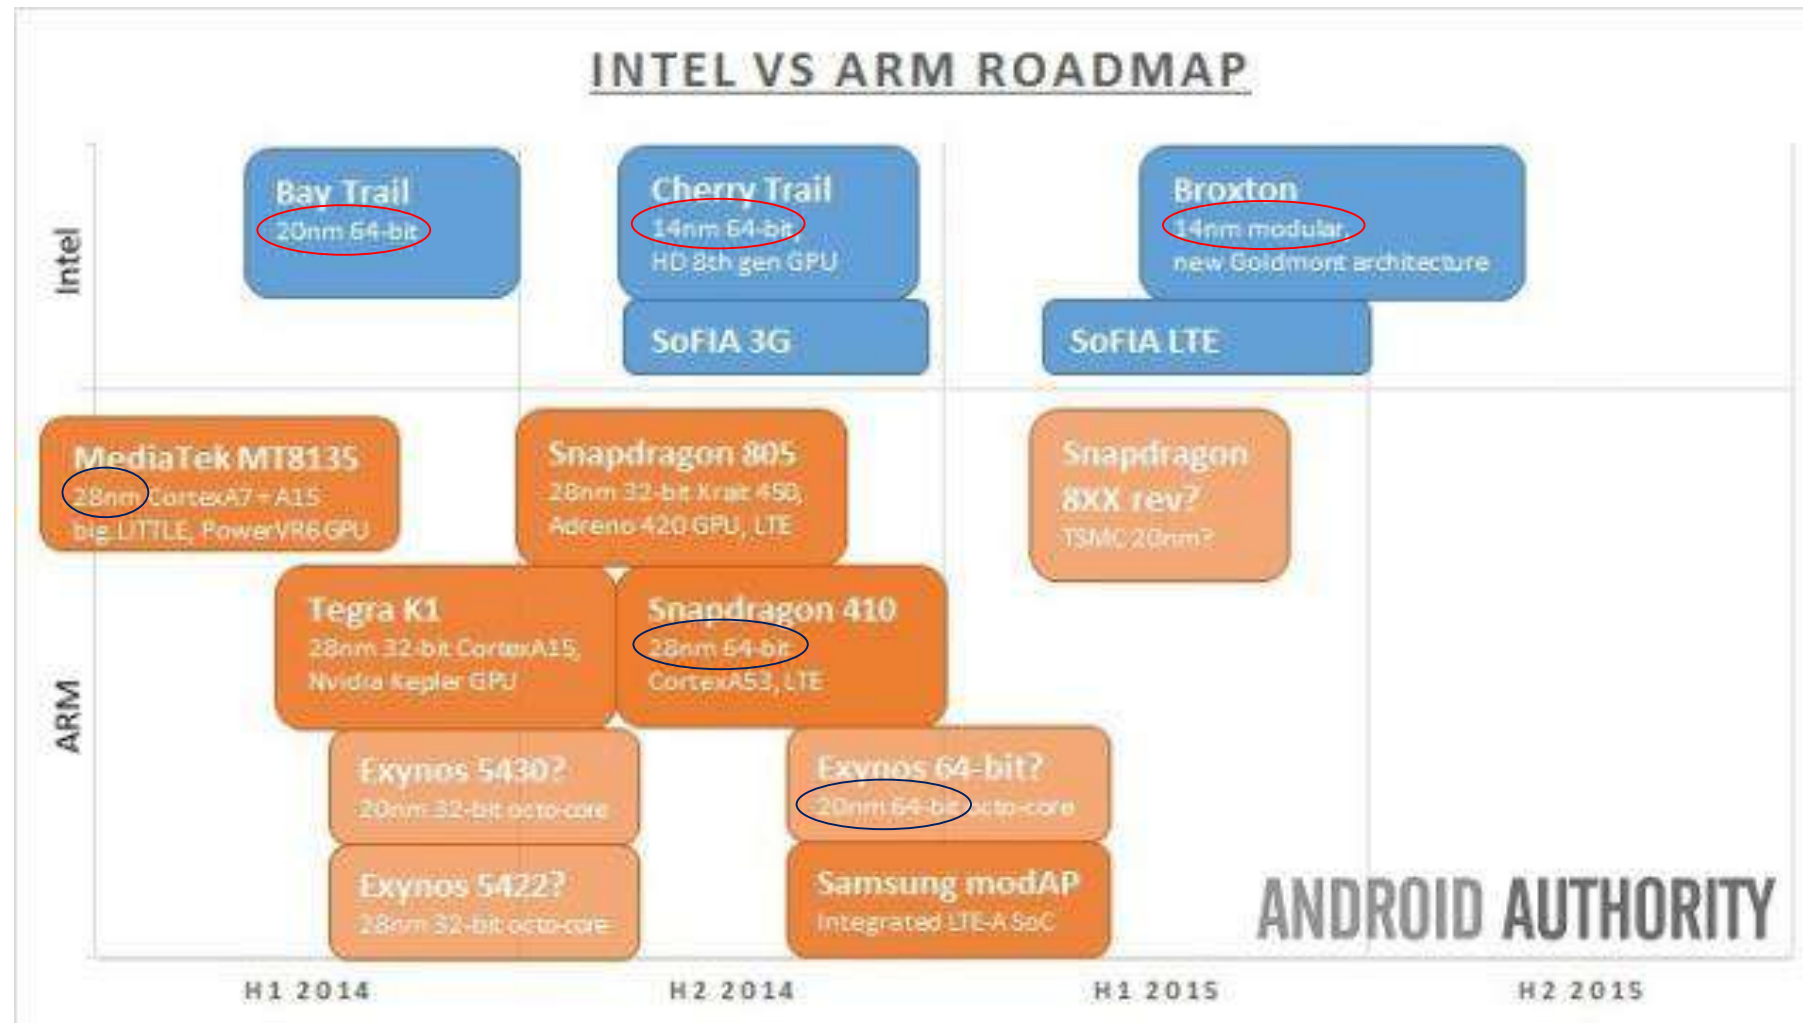 INTEL VS ARM ROADMAP
Intel
Bay Trail
20nm 64-bit
Cherry Trail
14nm 64-bit,
HD 8th gen GPU
SoFIA 3G
Broxton
14nm modular,
new Goldmont architecture
SoFIA LTE
ARM
MediaTek MT8135
28nm CortexA7 + A15
big.LITTLE, PowerVR6 GPU
Snapdragon 805
28nm 32-bit Krait 450,
Adreno 420 GPU, LTE
Snapdragon
8XX rev?
TSMC 20nm?
Tegra K1
28nm 32-bit CortexA15,
Nvidia Kepler GPU
Snapdragon 410
28nm 64-bit
CortexA53, LTE
Exynos 5430?
20nm 32-bit octo-core
Exynos 64-bit?
20nm 64-bit octo-core
Exynos 5422?
28nm 32-bit octo-core
Samsung modAP
Integrated LTE-A SoC
ANDROID AUTHORITY
H1 2014
H2 2014
H1 2015
H2 2015